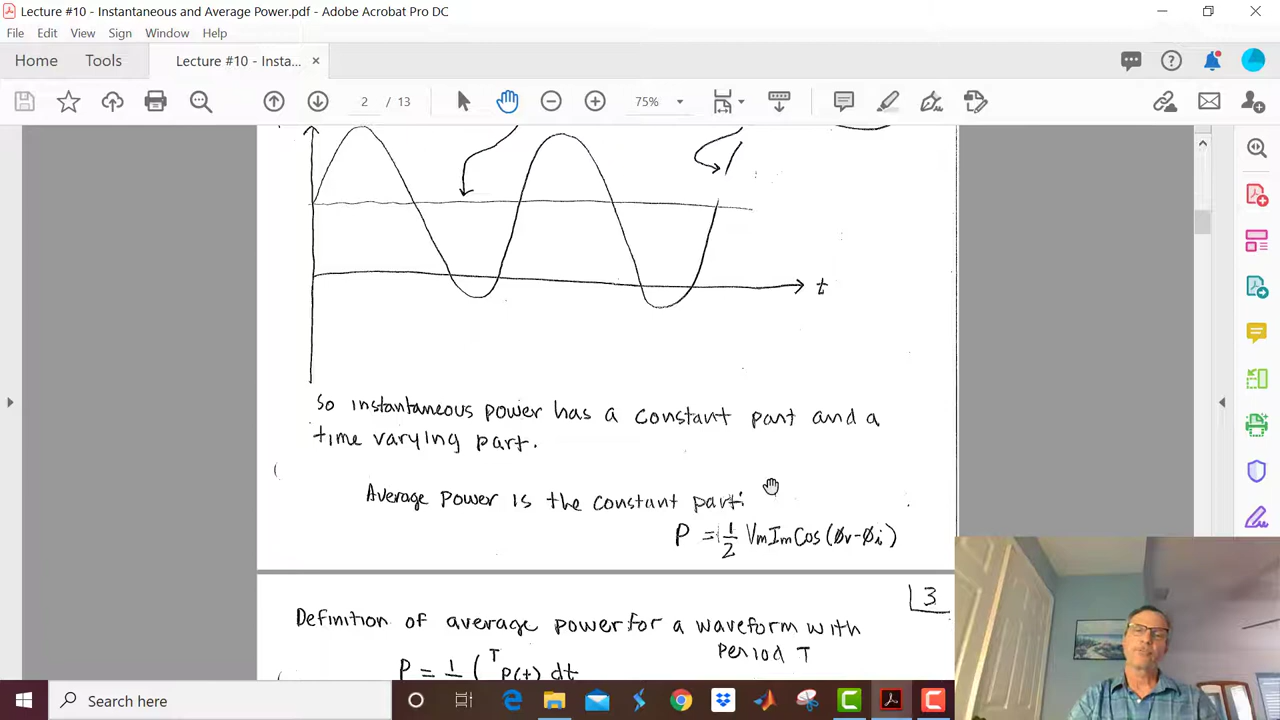 Lecture #10 - Instantaneous and Average Power.pdf - Adobe Acrobat Pro DC
File Edit View Sign Window Help
Home Tools Lecture #10 - Insta... ×
2 / 13 75%
t
So instantaneous power has a constant part and a
time varying part.
Average power is the constant part:
P = 1/2 VmIm Cos (Øv-Øi)
3
Definition of average power for a waveform with
period T
P = 1 ∫ T P(t) dt
Search here